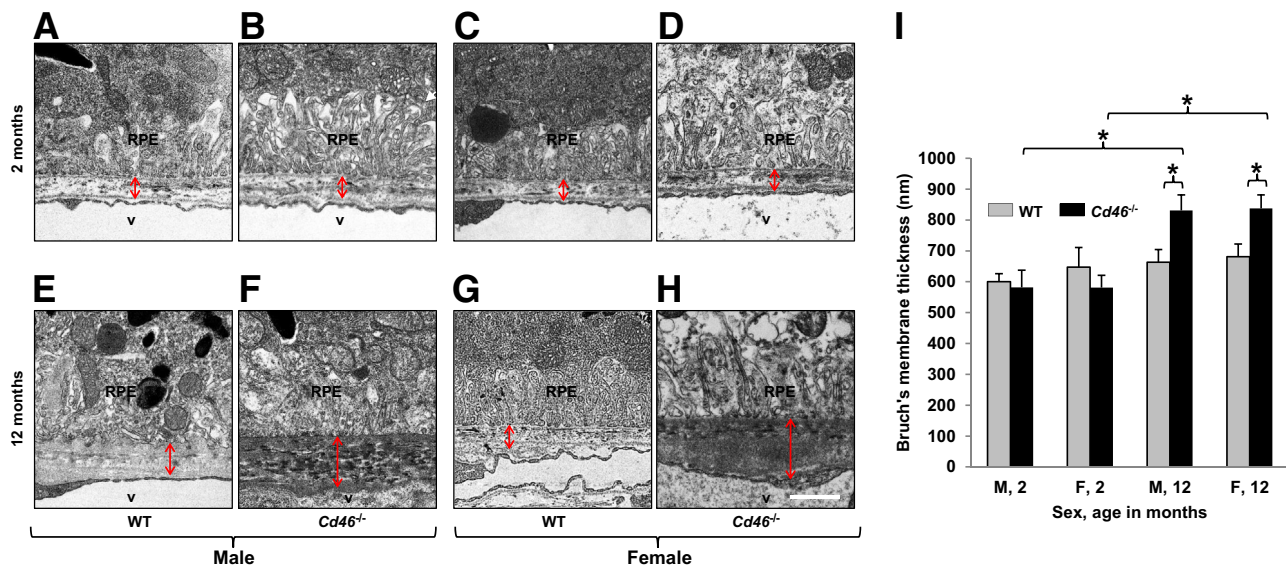 A
B
C
D
I
2 months
RPE
RPE
RPE
RPE
v
v
v
v
E
F
G
H
12 months
RPE
RPE
RPE
RPE
v
v
v
WT
Cd46-/-
WT
Cd46-/-
Male
Female
*
*
*
*
WT
Cd46-/-
Bruch's membrane thickness (nm)
1000
900
800
700
600
500
400
300
200
100
0
M, 2
F, 2
M, 12
F, 12
Sex, age in months